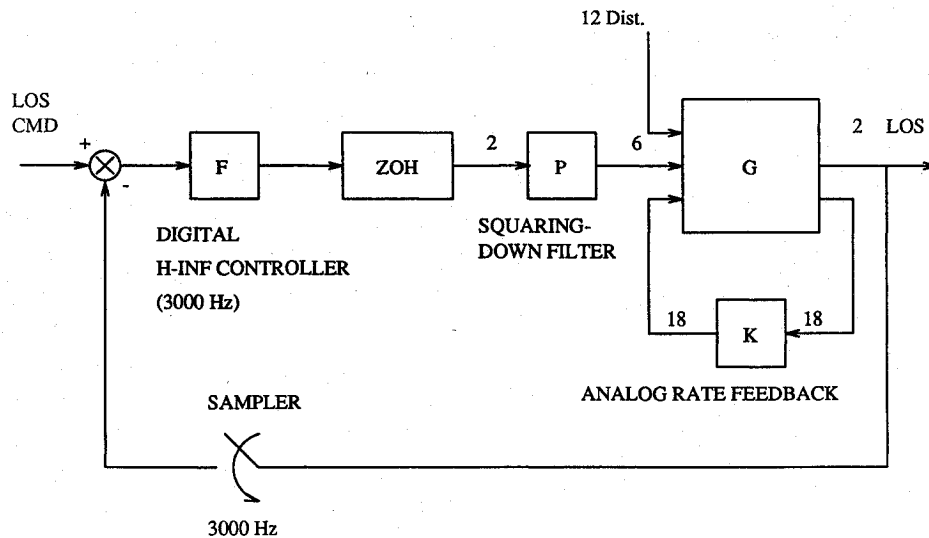 12 Dist.
LOS
CMD
+
-
F
ZOH
2
P
6
G
2 LOS
DIGITAL
H-INF CONTROLLER
(3000 Hz)
SQUARING-
DOWN FILTER
18
K
18
ANALOG RATE FEEDBACK
SAMPLER
3000 Hz